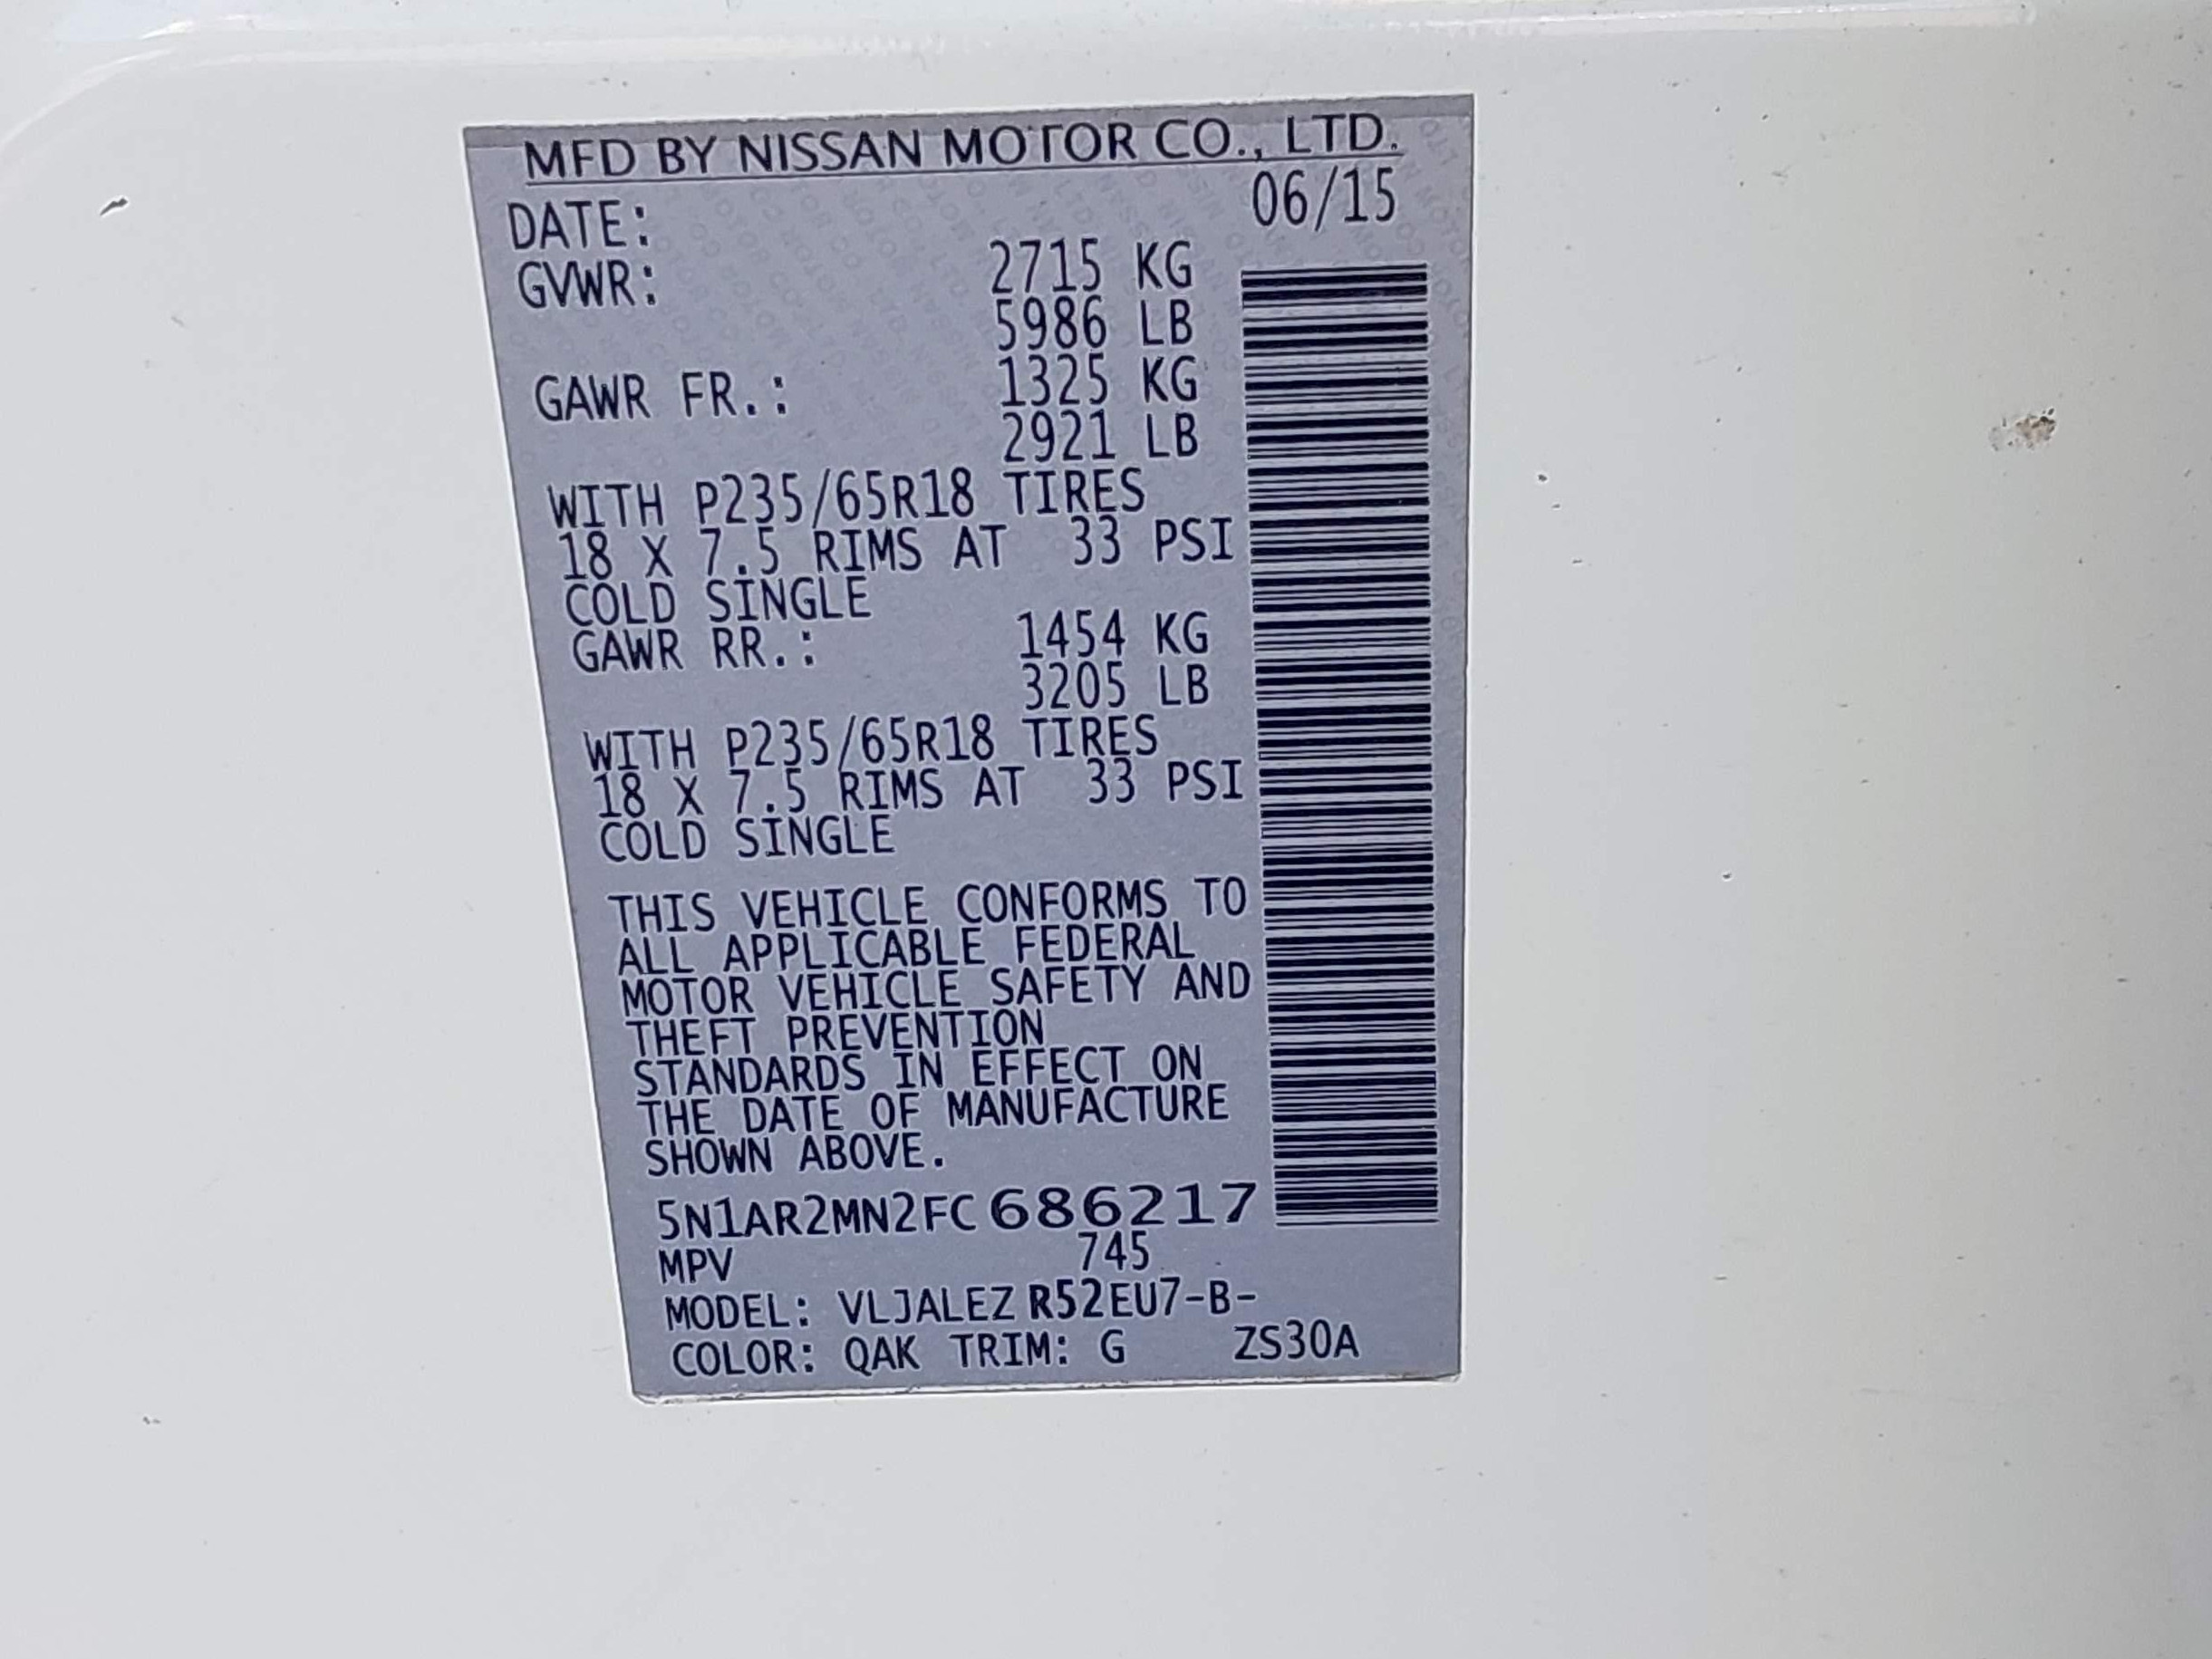 MFD BY NISSAN MOTOR CO., LTD.
DATE: 06/15
GVWR: 2715 KG
5986 LB
GAWR FR.: 1325 KG
2921 LB
WITH P235/65R18 TIRES
18 X 7.5 RIMS AT 33 PSI
COLD SINGLE
GAWR RR.: 1454 KG
3205 LB
WITH P235/65R18 TIRES
18 X 7.5 RIMS AT 33 PSI
COLD SINGLE
THIS VEHICLE CONFORMS TO
ALL APPLICABLE FEDERAL
MOTOR VEHICLE SAFETY AND
THEFT PREVENTION
STANDARDS IN EFFECT ON
THE DATE OF MANUFACTURE
SHOWN ABOVE.
5N1AR2MN2FC686217
MPV 745
MODEL: VLJALEZ R52EU7-B-
COLOR: QAK TRIM: G ZS30A